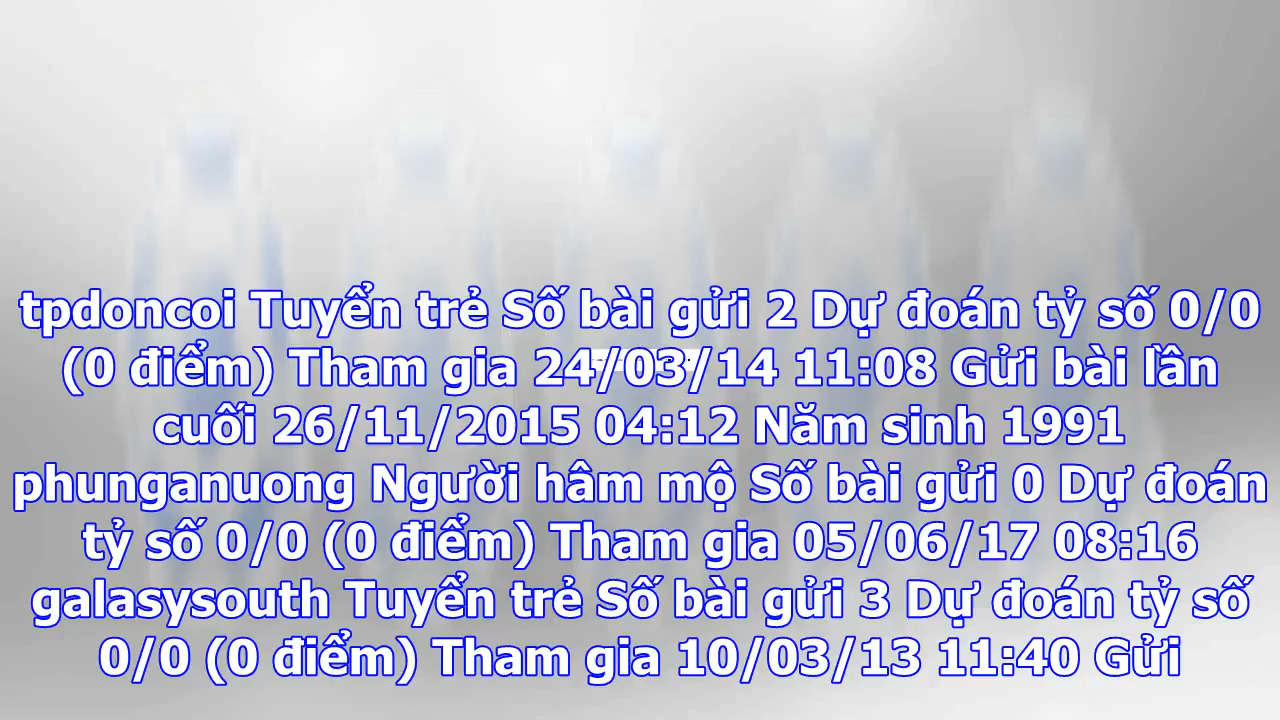 tpdoncoi Tuyển trẻ Số bài gửi 2 Dự đoán tỷ số 0/0
(0 điểm) Tham gia 24/03/14 11:08 Gửi bài lần
cuối 26/11/2015 04:12 Năm sinh 1991
phunganuong Người hâm mộ Số bài gửi 0 Dự đoán
tỷ số 0/0 (0 điểm) Tham gia 05/06/17 08:16
galasysouth Tuyển trẻ Số bài gửi 3 Dự đoán tỷ số
0/0 (0 điểm) Tham gia 10/03/13 11:40 Gửi